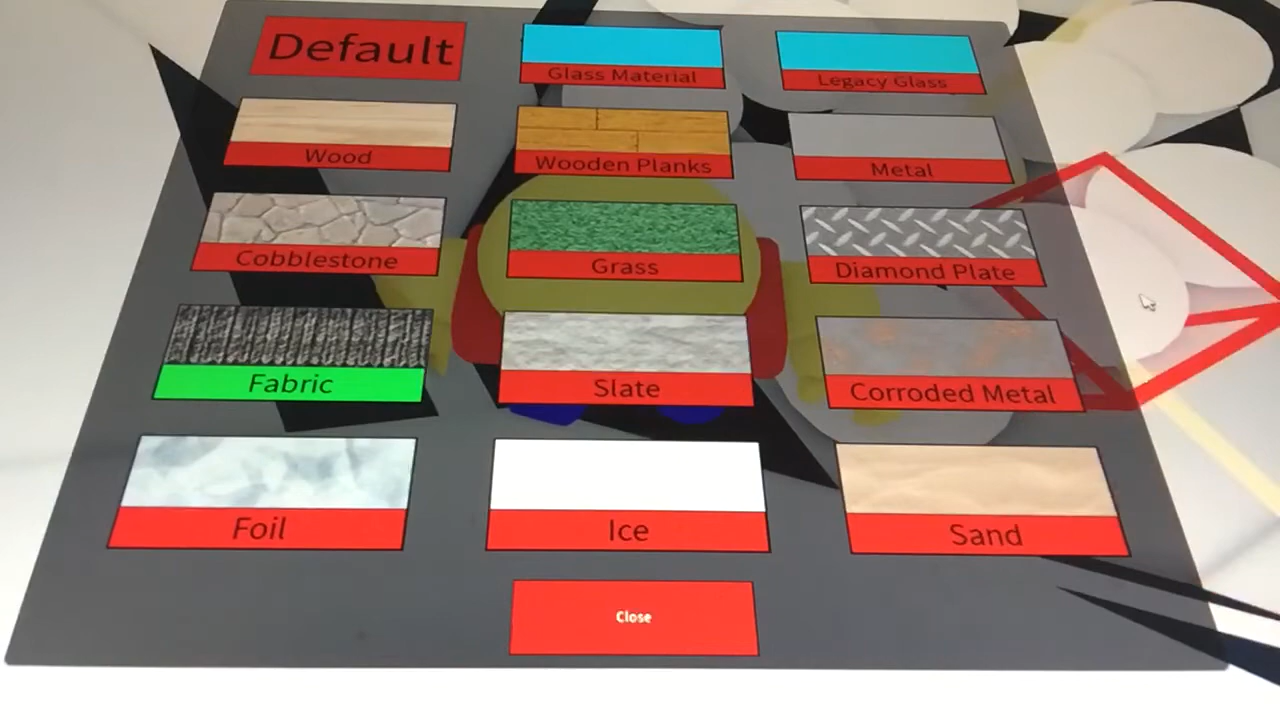 Default
Glass Material
Legacy Glass
Wood
Wooden Planks
Metal
Cobblestone
Grass
Diamond Plate
Fabric
Slate
Corroded Metal
Foil
Ice
Sand
Close